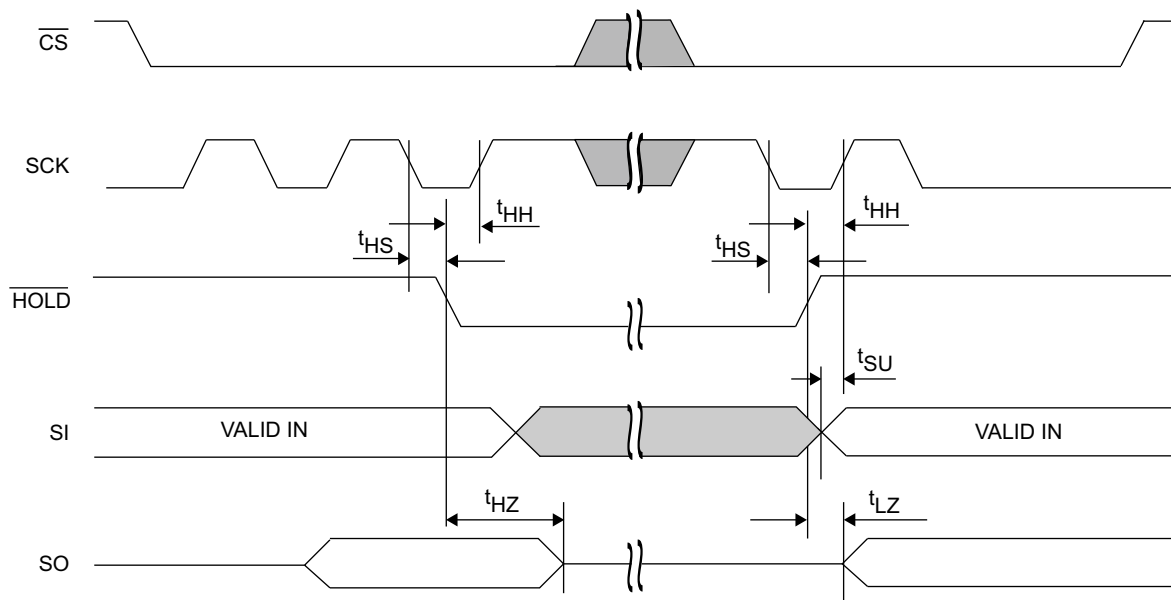 CS
SCK
tHH
tHH
tHS
tHS
HOLD
tSU
SI
VALID IN
VALID IN
tHZ
tLZ
SO